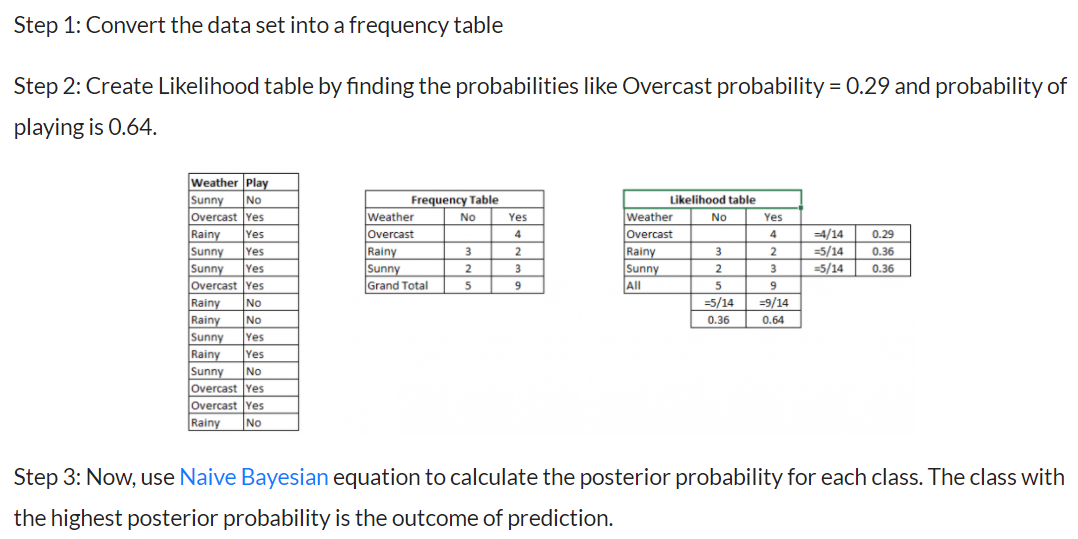 Step 1: Convert the data set into a frequency table
Step 2: Create Likelihood table by finding the probabilities like Overcast probability = 0.29 and probability of
playing is 0.64.
Weather Play
Sunny No
Overcast Yes
Rainy Yes
Sunny Yes
Sunny Yes
Overcast Yes
Rainy No
Rainy No
Sunny Yes
Rainy Yes
Sunny No
Overcast Yes
Overcast Yes
Rainy No
Frequency Table
Weather No Yes
Overcast 4
Rainy 3 2
Sunny 2 3
Grand Total 5 9
Likelihood table
Weather No Yes
Overcast 4 =4/14 0.29
Rainy 3 2 =5/14 0.36
Sunny 2 3 =5/14 0.36
All 5 9
=5/14 =9/14
0.36 0.64
Step 3: Now, use Naive Bayesian equation to calculate the posterior probability for each class. The class with
the highest posterior probability is the outcome of prediction.